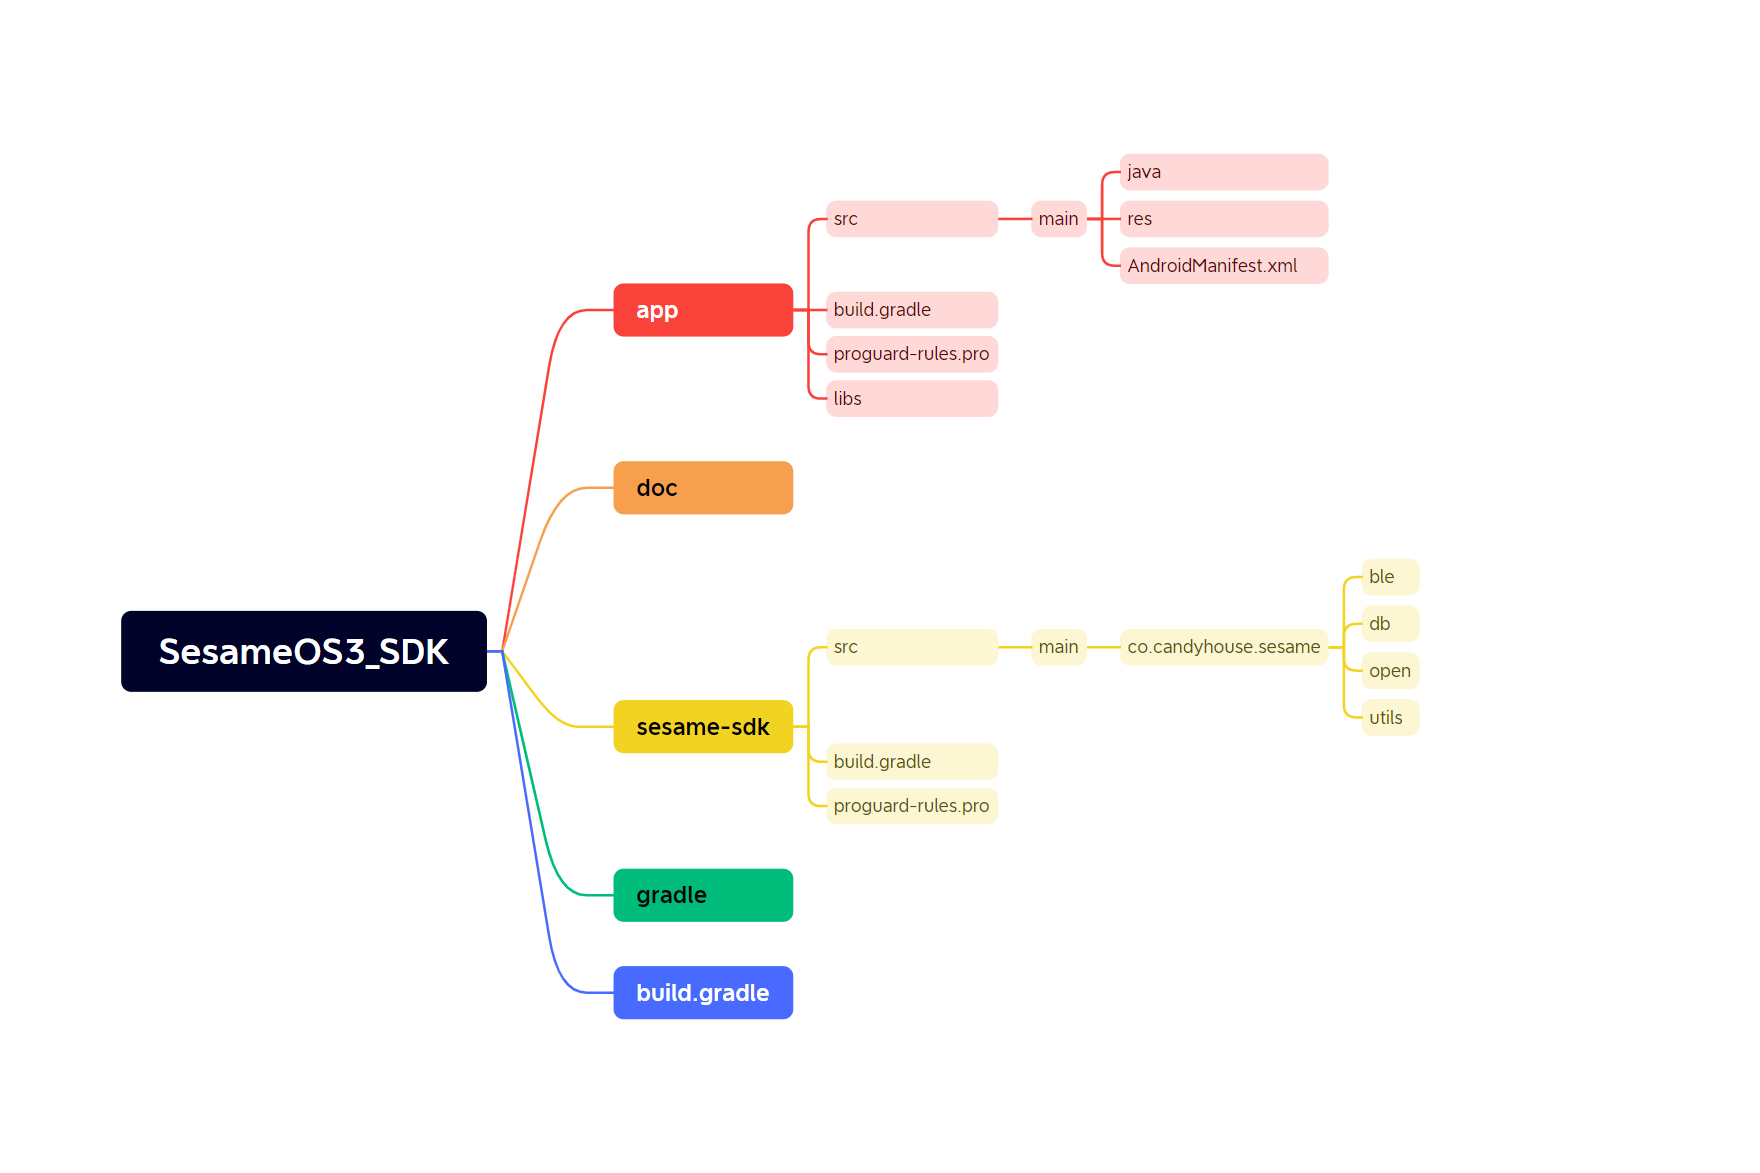 SesameOS3_SDK
app
src
main
java
res
AndroidManifest.xml
build.gradle
proguard-rules.pro
libs
doc
sesame-sdk
src
main
co.candyhouse.sesame
ble
db
open
utils
build.gradle
proguard-rules.pro
gradle
build.gradle